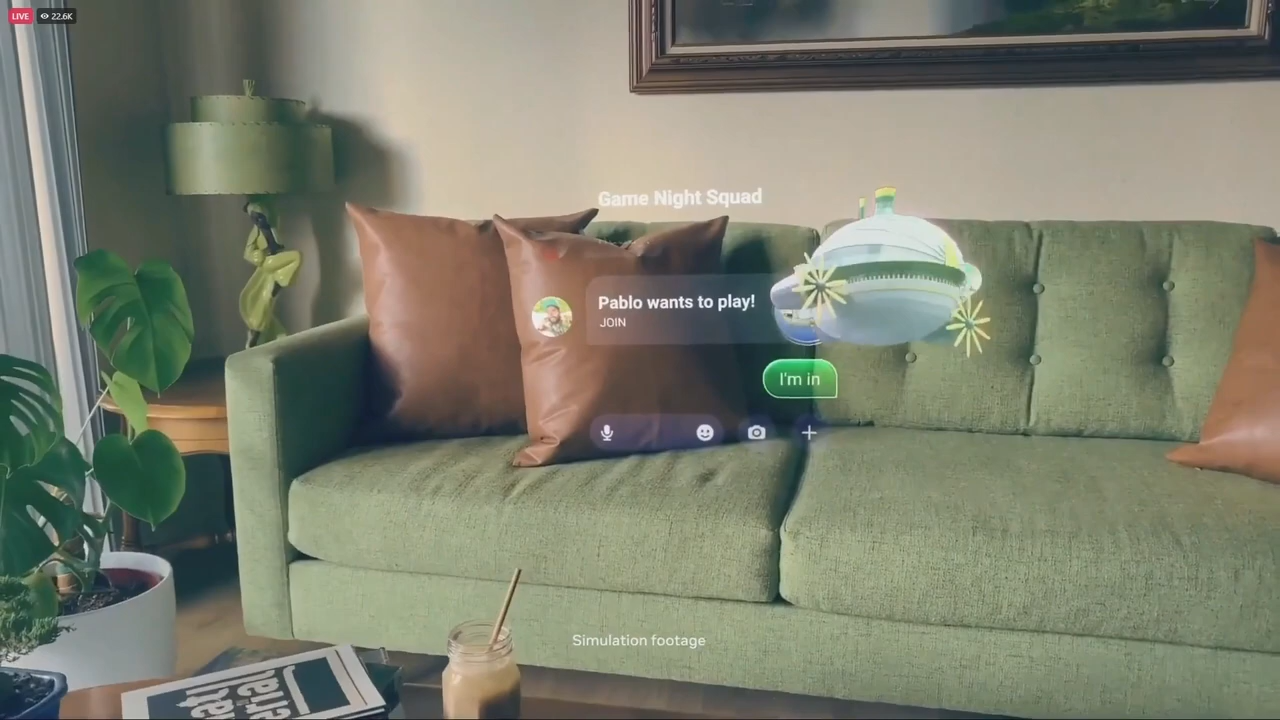 LIVE 22.6K
Game Night Squad
Pablo wants to play!
JOIN
I'm in
Simulation footage